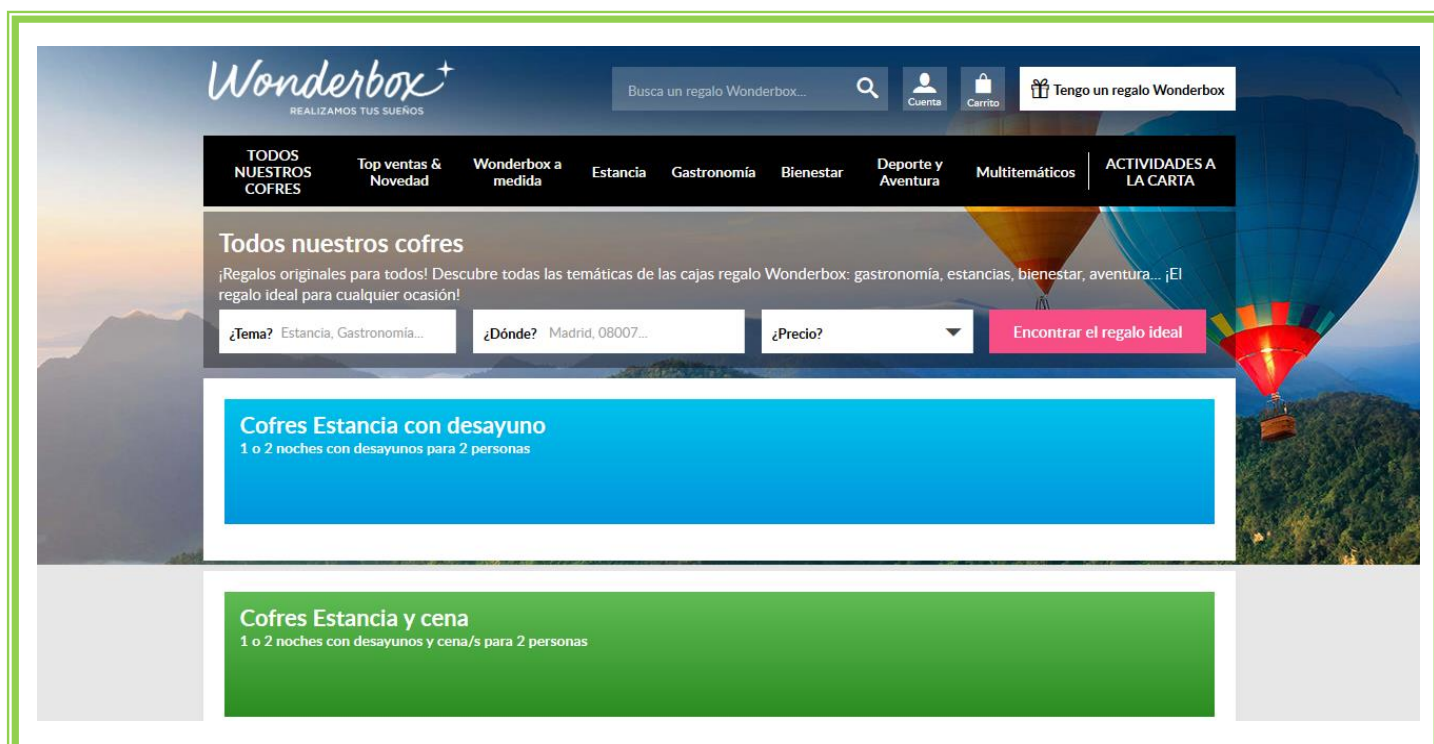 Wonderbox
REALIZAMOS TUS SUEÑOS
Busca un regalo Wonderbox...
Cuenta
Carrito
Tengo un regalo Wonderbox
TODOS
NUESTROS
COFRES
Top ventas &
Novedad
Wonderbox a
medida
Estancia
Gastronomía
Bienestar
Deporte y
Aventura
Multitemáticos
ACTIVIDADES A
LA CARTA
Todos nuestros cofres
¡Regalos originales para todos! Descubre todas las temáticas de las cajas regalo Wonderbox: gastronomía, estancias, bienestar, aventura... ¡El
regalo ideal para cualquier ocasión!
¿Tema? Estancia, Gastronomía...
¿Dónde? Madrid, 08007...
¿Precio?
Encontrar el regalo ideal
Cofres Estancia con desayuno
1 o 2 noches con desayunos para 2 personas
Cofres Estancia y cena
1 o 2 noches con desayunos y cena/s para 2 personas